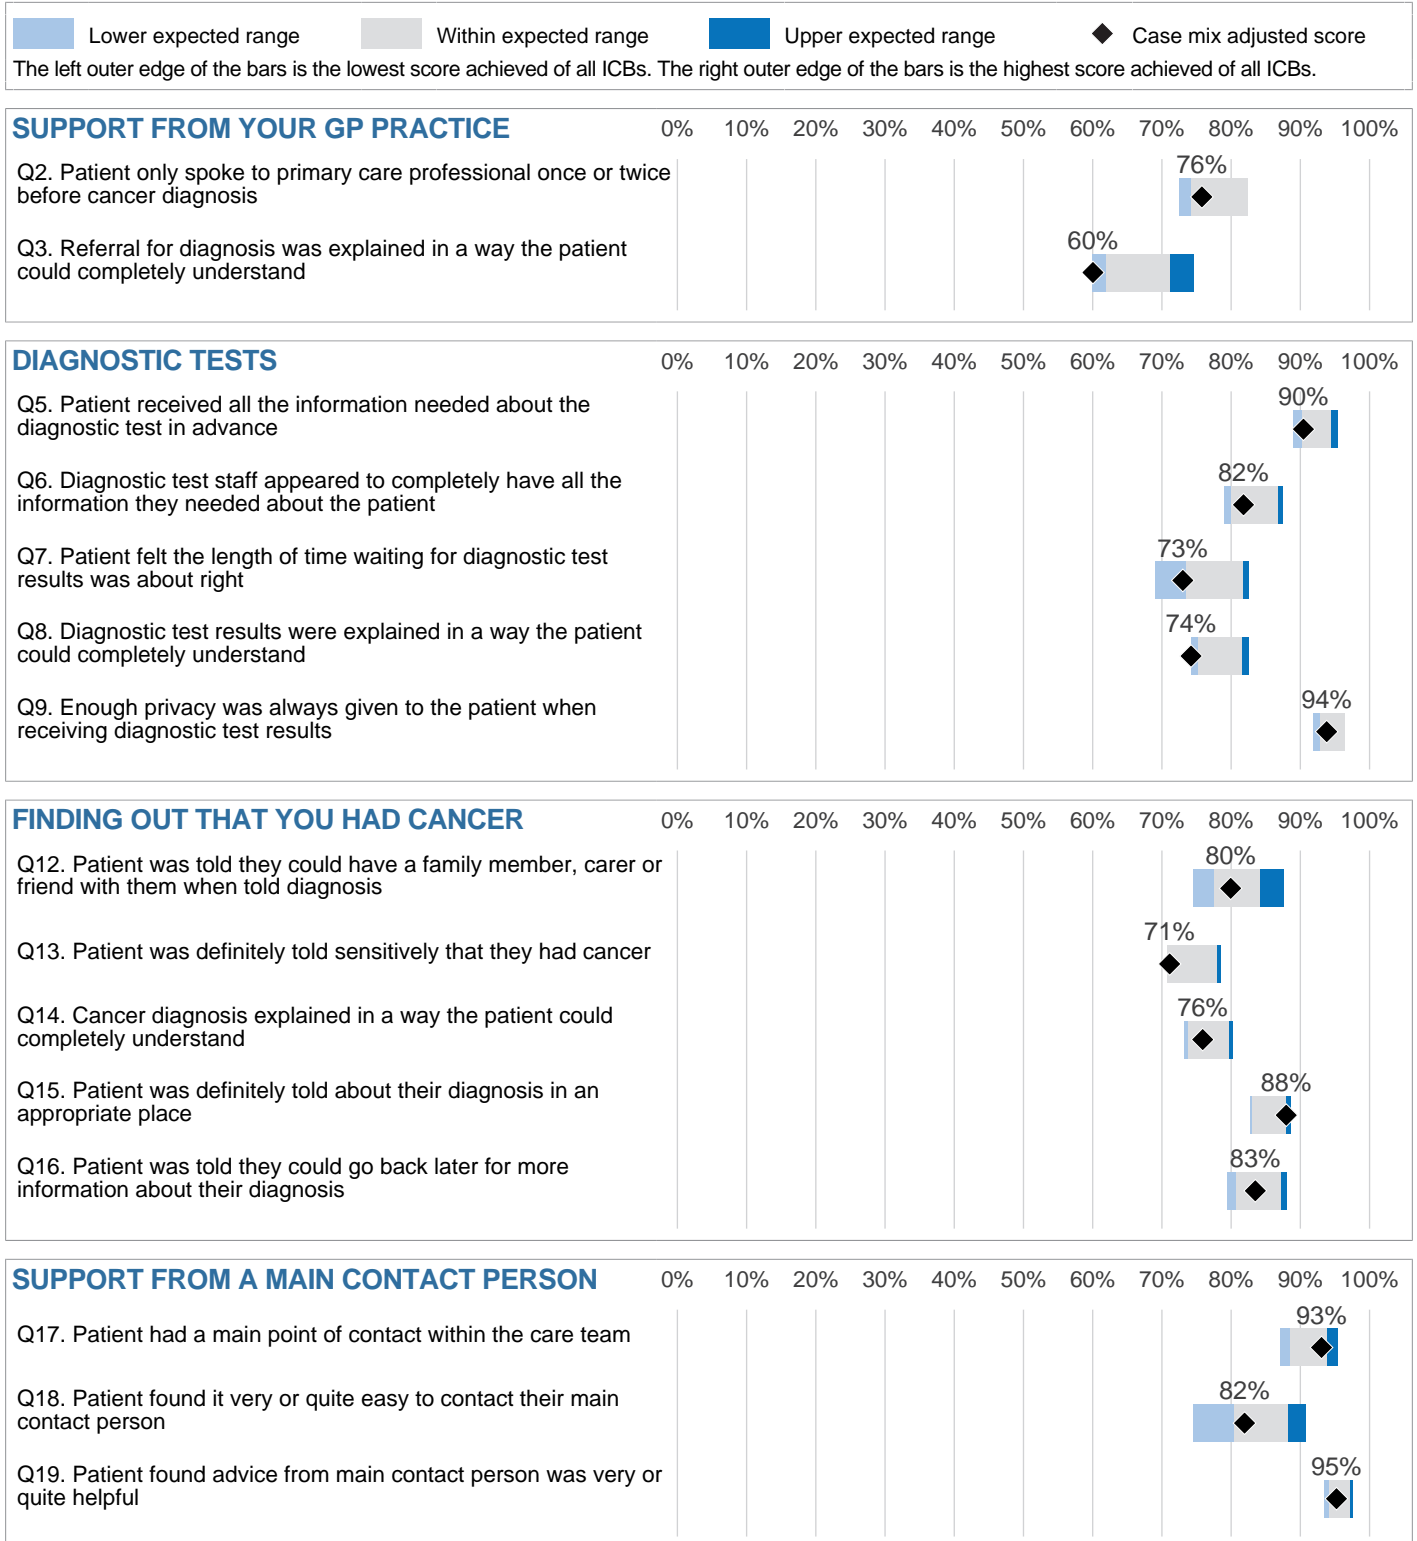 Lower expected range Within expected range Upper expected range Case mix adjusted score
The left outer edge of the bars is the lowest score achieved of all ICBs. The right outer edge of the bars is the highest score achieved of all ICBs.
SUPPORT FROM YOUR GP PRACTICE 0% 10% 20% 30% 40% 50% 60% 70% 80% 90% 100%
Q2. Patient only spoke to primary care professional once or twice
before cancer diagnosis
76%
Q3. Referral for diagnosis was explained in a way the patient
could completely understand
60%
DIAGNOSTIC TESTS 0% 10% 20% 30% 40% 50% 60% 70% 80% 90% 100%
Q5. Patient received all the information needed about the
diagnostic test in advance
90%
Q6. Diagnostic test staff appeared to completely have all the
information they needed about the patient
82%
Q7. Patient felt the length of time waiting for diagnostic test
results was about right
73%
Q8. Diagnostic test results were explained in a way the patient
could completely understand
74%
Q9. Enough privacy was always given to the patient when
receiving diagnostic test results
94%
FINDING OUT THAT YOU HAD CANCER 0% 10% 20% 30% 40% 50% 60% 70% 80% 90% 100%
Q12. Patient was told they could have a family member, carer or
friend with them when told diagnosis
80%
Q13. Patient was definitely told sensitively that they had cancer
71%
Q14. Cancer diagnosis explained in a way the patient could
completely understand
76%
Q15. Patient was definitely told about their diagnosis in an
appropriate place
88%
Q16. Patient was told they could go back later for more
information about their diagnosis
83%
SUPPORT FROM A MAIN CONTACT PERSON 0% 10% 20% 30% 40% 50% 60% 70% 80% 90% 100%
Q17. Patient had a main point of contact within the care team
93%
Q18. Patient found it very or quite easy to contact their main
contact person
82%
Q19. Patient found advice from main contact person was very or
quite helpful
95%